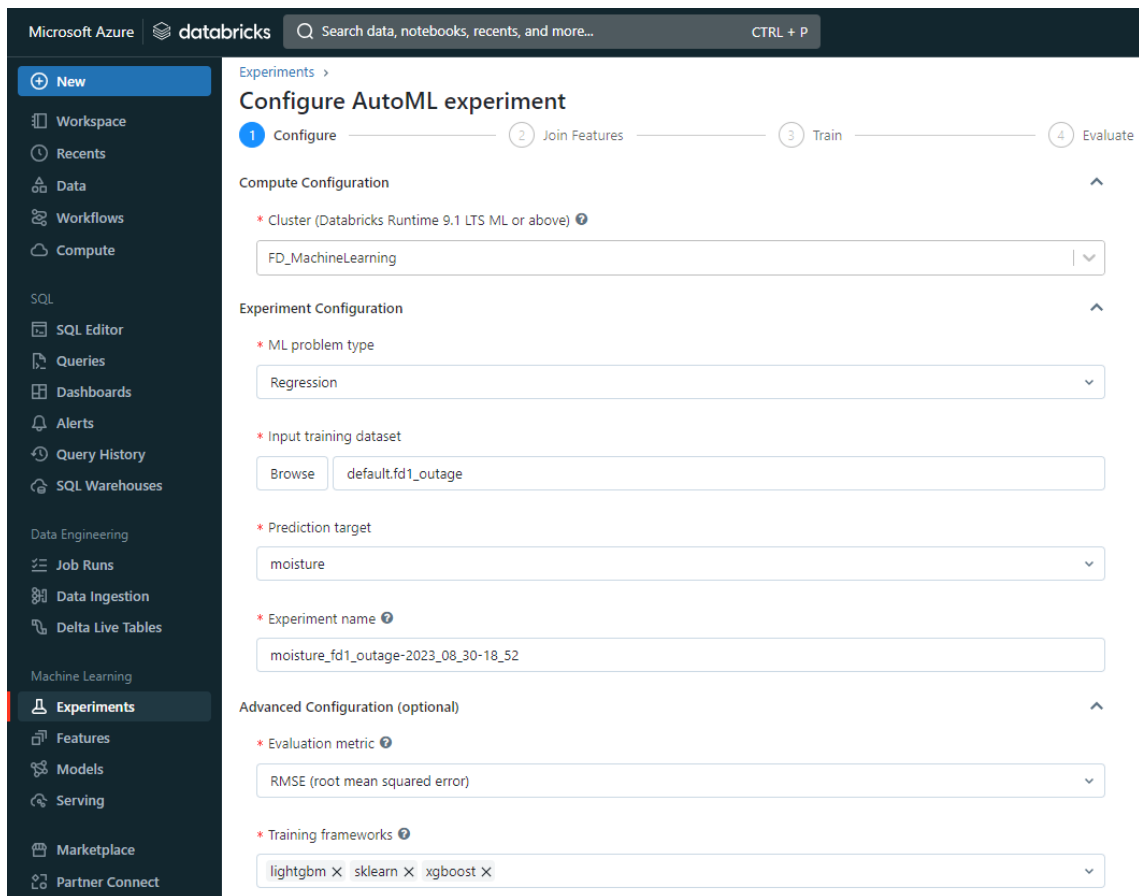 Microsoft Azure databricks Search data, notebooks, recents, and more... CTRL + P
New
Workspace
Recents
Data
Workflows
Compute
SQL
SQL Editor
Queries
Dashboards
Alerts
Query History
SQL Warehouses
Data Engineering
Job Runs
Data Ingestion
Delta Live Tables
Machine Learning
Experiments
Features
Models
Serving
Marketplace
Partner Connect
Experiments >
Configure AutoML experiment
1 Configure 2 Join Features 3 Train 4 Evaluate
Compute Configuration
* Cluster (Databricks Runtime 9.1 LTS ML or above) ?
FD_MachineLearning
Experiment Configuration
* ML problem type
Regression
* Input training dataset
Browse default.fd1_outage
* Prediction target
moisture
* Experiment name ?
moisture_fd1_outage-2023_08_30-18_52
Advanced Configuration (optional)
* Evaluation metric ?
RMSE (root mean squared error)
* Training frameworks ?
lightgbm × sklearn × xgboost ×